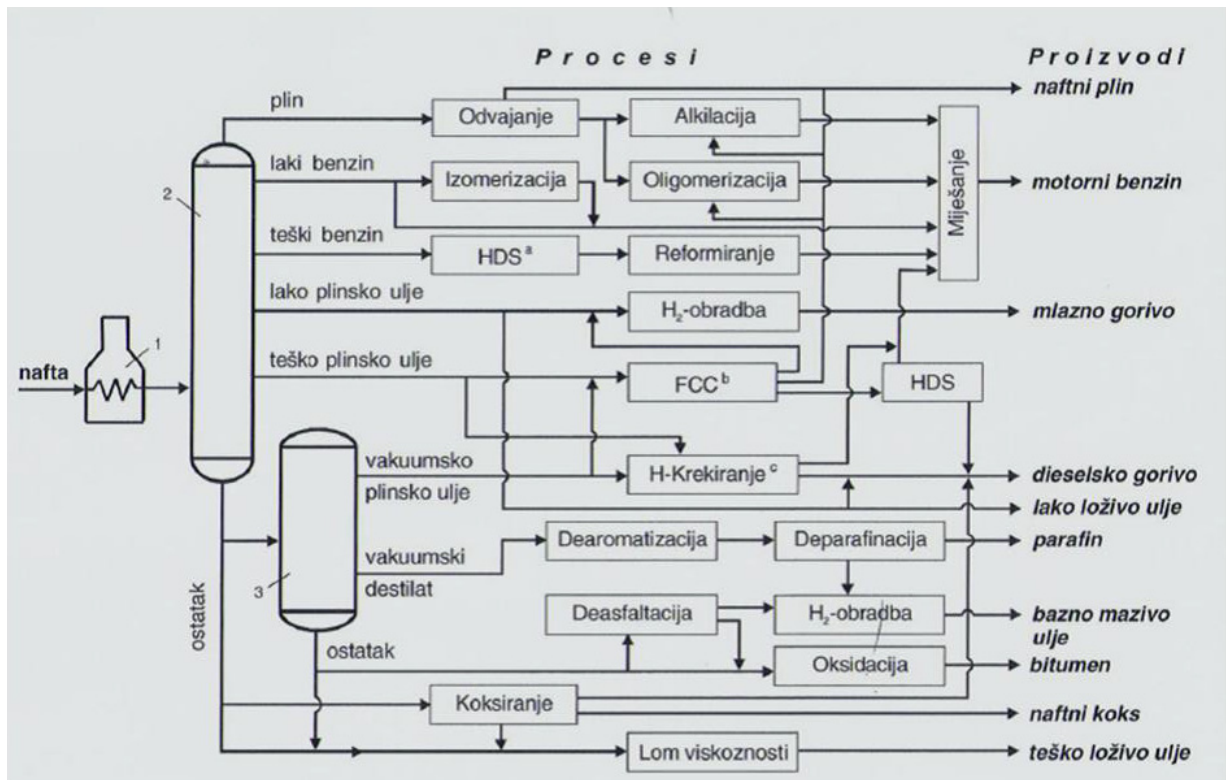 Procesi Proizvodi
plin Odvajanje Alkilacija naftni plin
laki benzin Izomerizacija Oligomerizacija Miješanje motorni benzin
2
teški benzin HDS a Reformiranje
lako plinsko ulje H2-obradba mlazno gorivo
1
nafta teško plinsko ulje FCC b HDS
vakuumsko H-Krekiranje c dieselsko gorivo
plinsko ulje
lako loživo ulje
vakuumski Dearomatizacija Deparafinacija parafin
3 destilat
ostatak Deasfaltacija H2-obradba bazno mazivo
ulje
ostatak Oksidacija bitumen
Koksiranje naftni koks
Lom viskoznosti teško loživo ulje